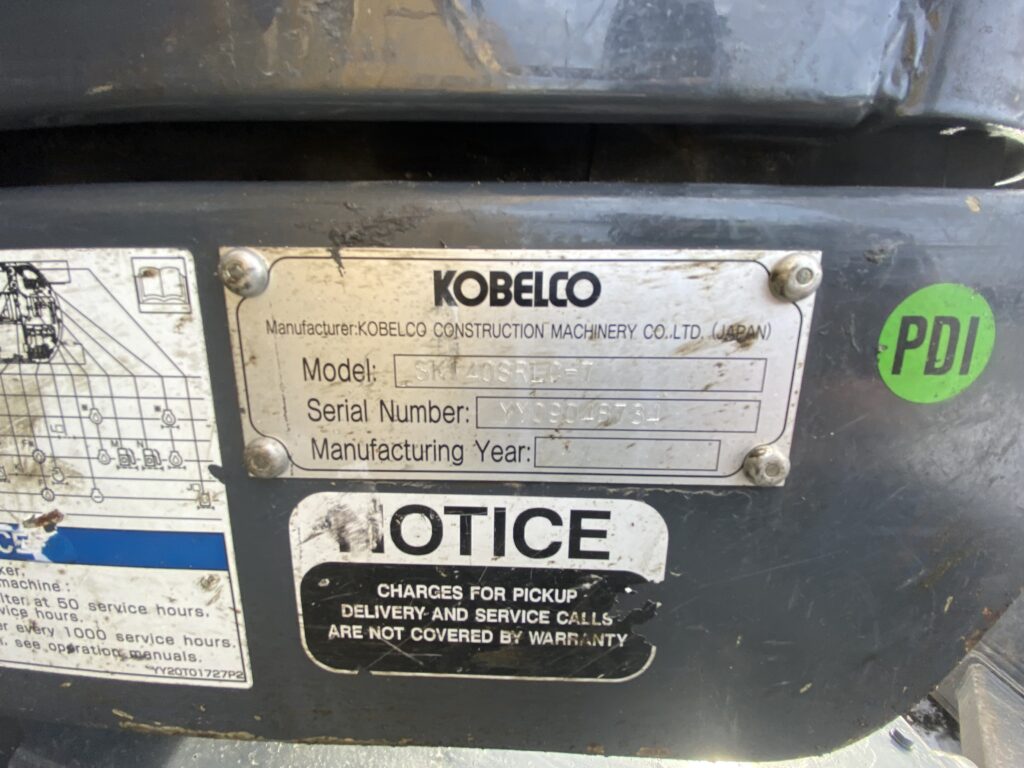 KOBELCO
Manufacturer:KOBELCO CONSTRUCTION MACHINERY CO.,LTD. (JAPAN)
Model:
Serial Number:
Manufacturing Year:
PDI
NOTICE
CHARGES FOR PICKUP
DELIVERY AND SERVICE CALLS
ARE NOT COVERED BY WARRANTY
machine:
at 50 service hours.
service hours.
every 1000 service hours.
see operation manuals.
YY20T01727P2